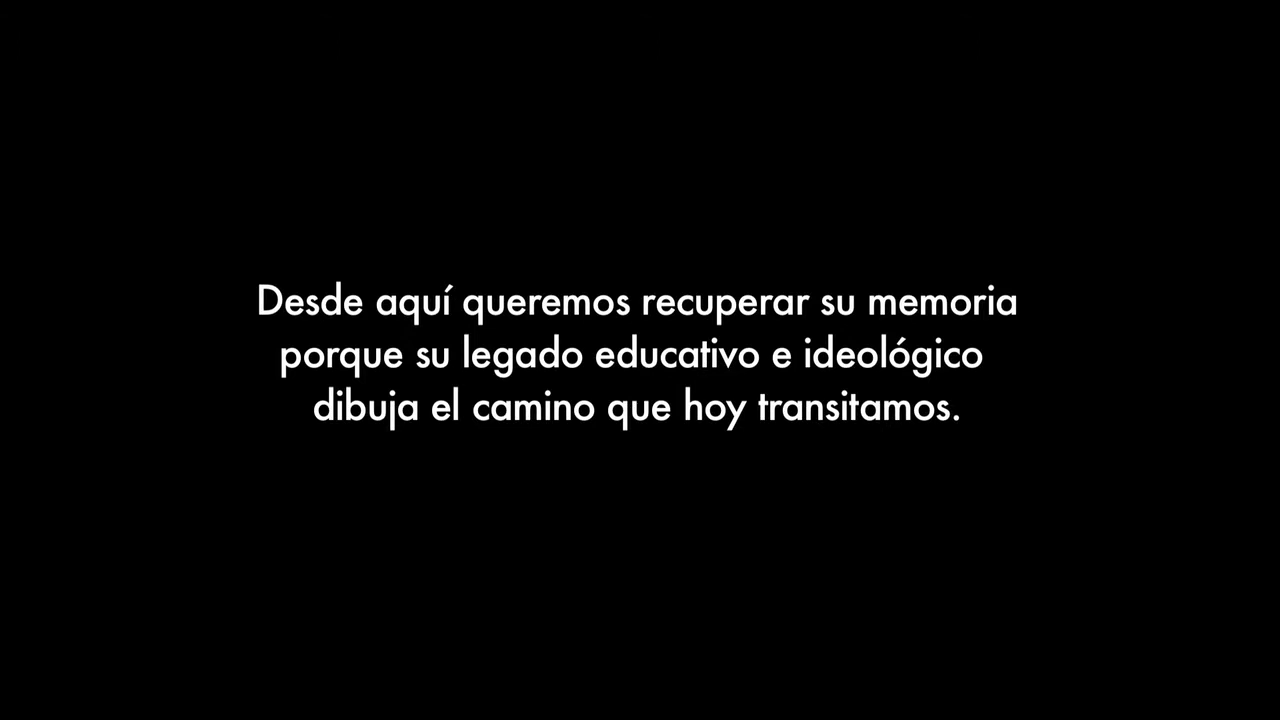 Desde aquí queremos recuperar su memoria
porque su legado educativo e ideológico
dibuja el camino que hoy transitamos.